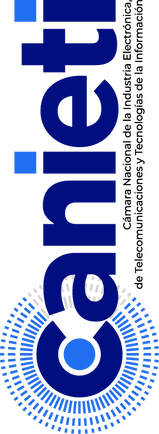 canieti
Cámara Nacional de la Industria Electrónica,
de Telecomunicaciones y Tecnologías de la Información